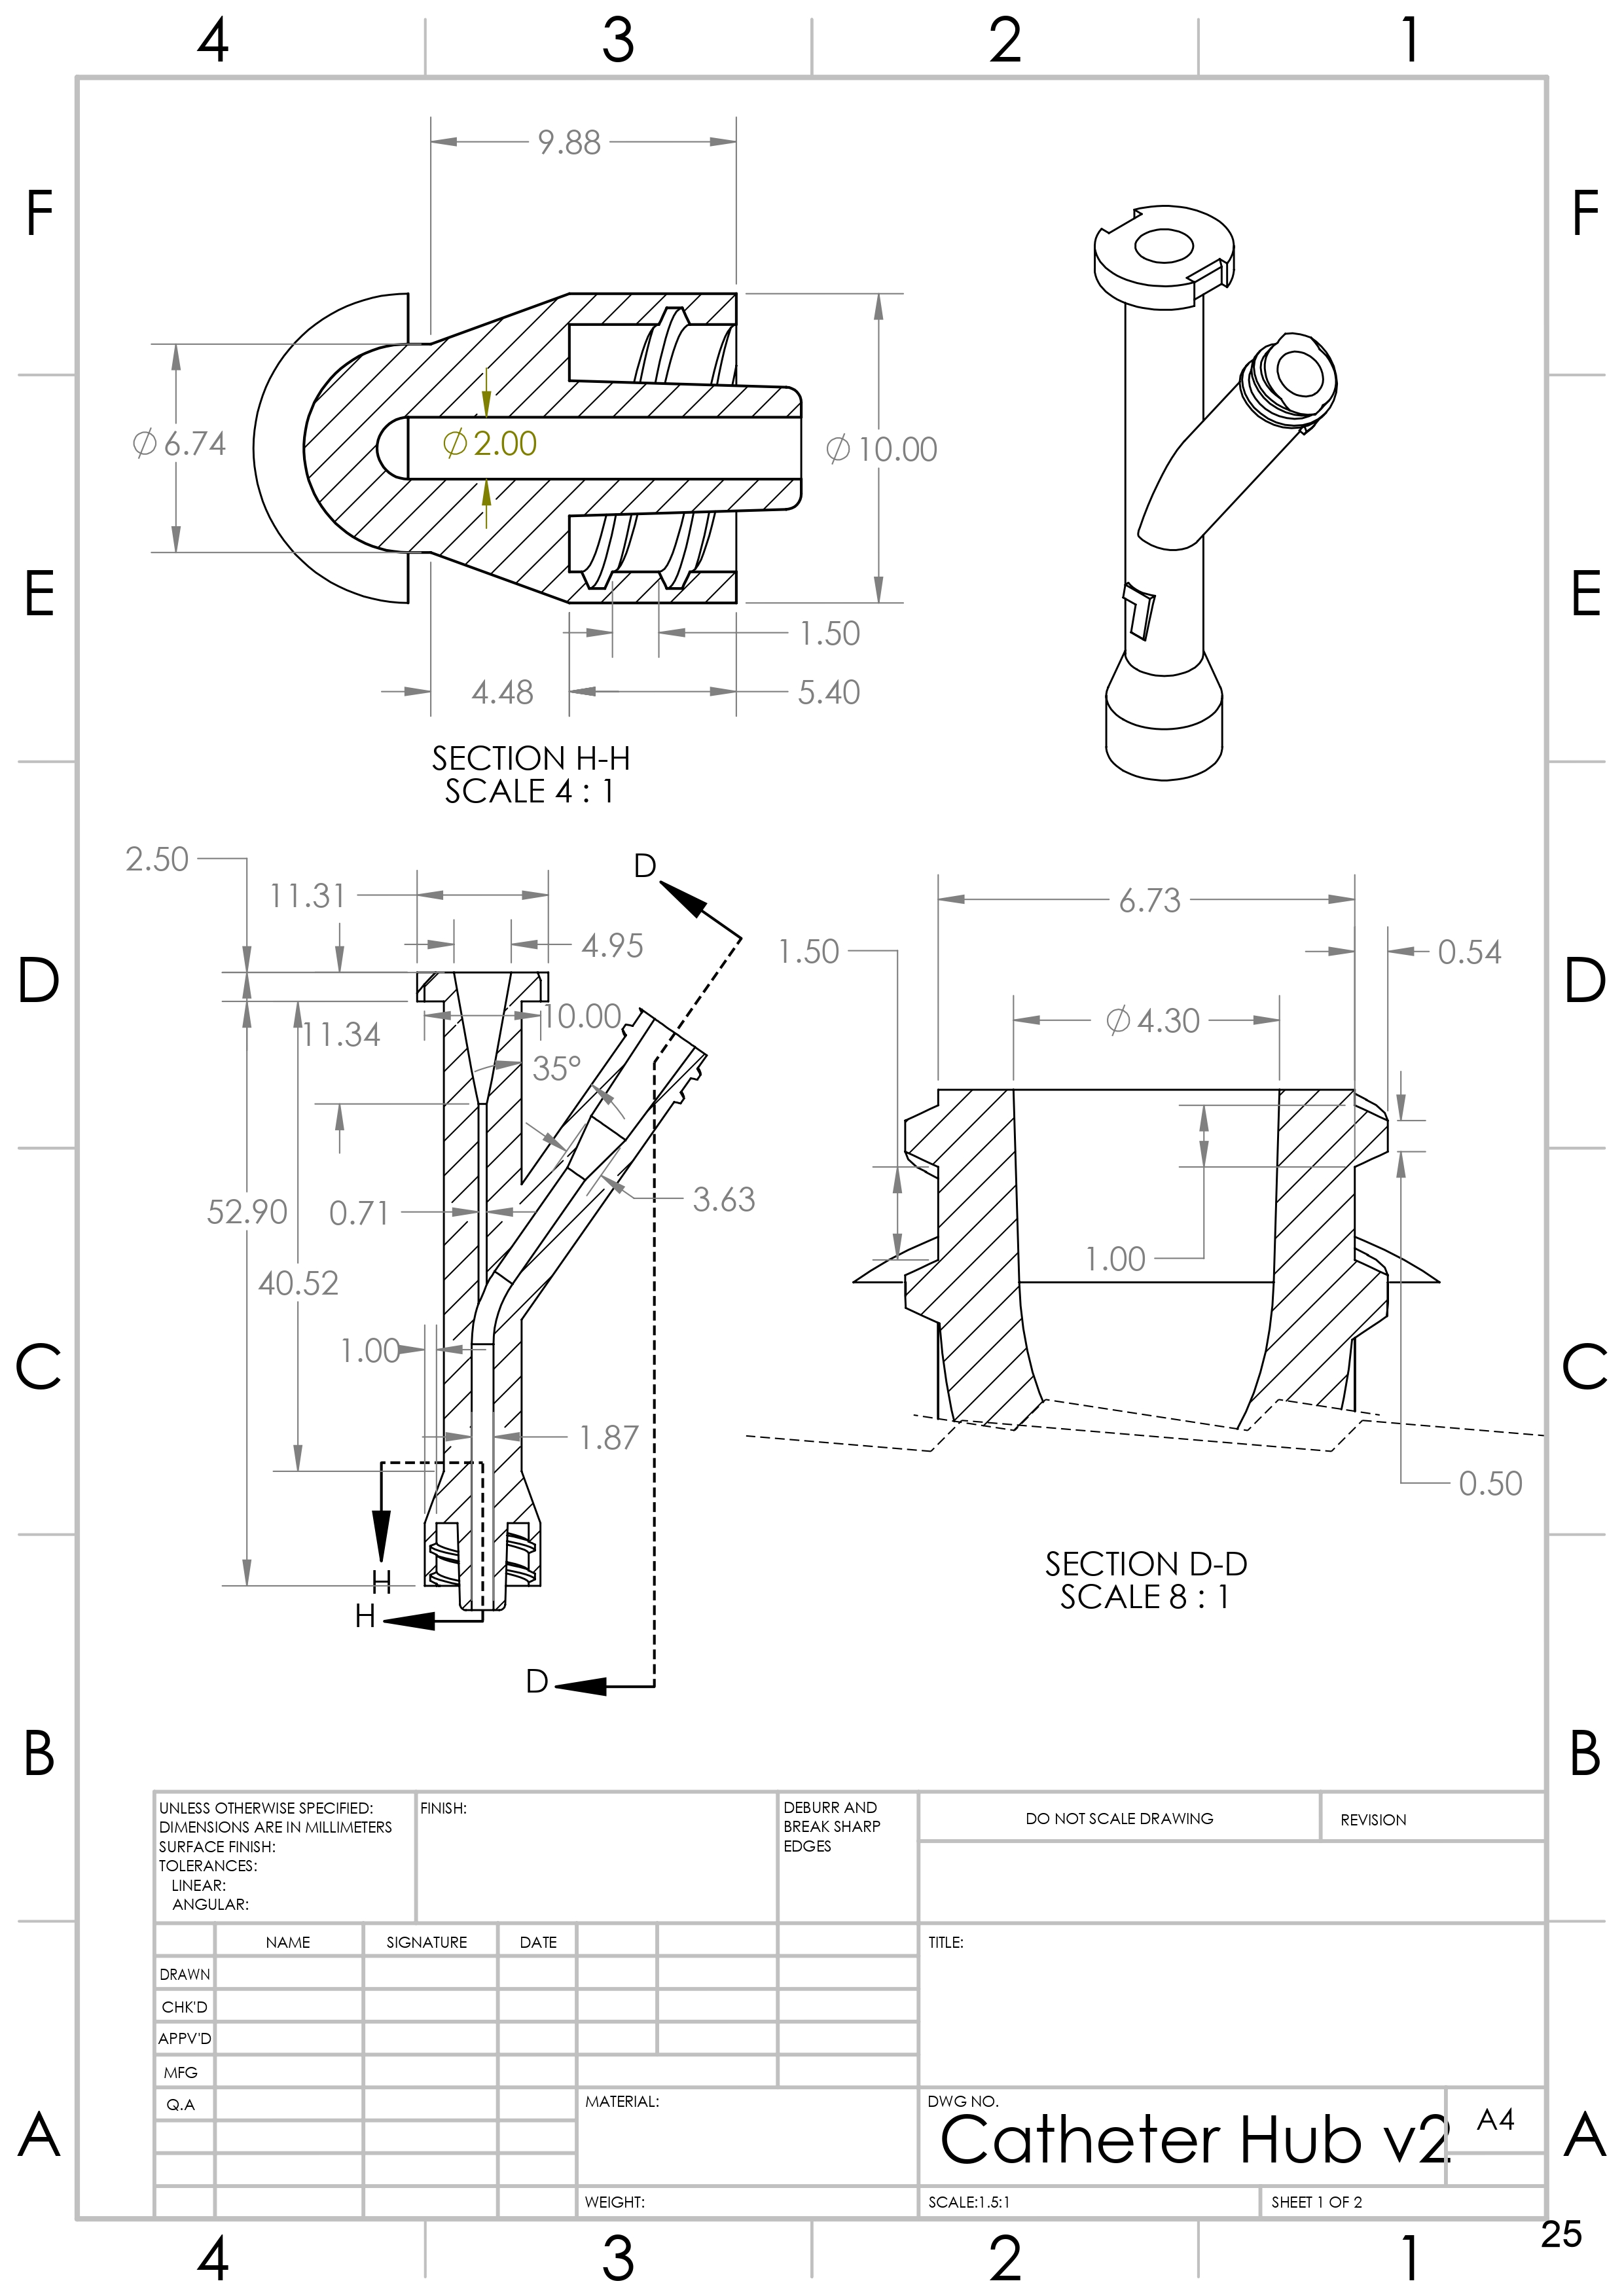 4 3 2 1
F F
E E
D D
C C
B B
A A
9.88
∅6.74
∅2.00
∅10.00
1.50
4.48
5.40
SECTION H-H
SCALE 4 : 1
2.50
11.31
4.95
D
10.00
11.34
35°
52.90
0.71
3.63
40.52
1.00
1.87
H
H
D
6.73
1.50
0.54
∅4.30
1.00
0.50
SECTION D-D
SCALE 8 : 1
UNLESS OTHERWISE SPECIFIED:
DIMENSIONS ARE IN MILLIMETERS
SURFACE FINISH:
TOLERANCES:
LINEAR:
ANGULAR:
FINISH:
DEBURR AND
BREAK SHARP
EDGES
DO NOT SCALE DRAWING
REVISION
NAME SIGNATURE DATE
DRAWN
CHK'D
APPV'D
MFG
Q.A
TITLE:
MATERIAL:
WEIGHT:
DWG NO.
Catheter Hub v2
A4
SCALE:1.5:1
SHEET 1 OF 2
25
4 3 2 1